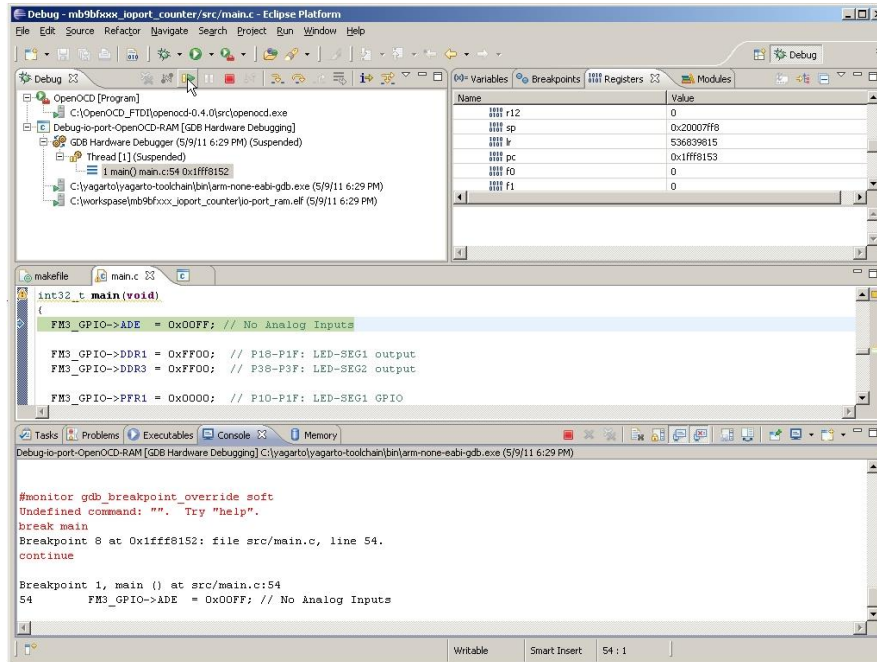 Debug - mb9bfxxx_ioport_counter/src/main.c - Eclipse Platform
File Edit Source Refactor Navigate Search Project Run Window Help
Debug
Debug
OpenOCD [Program]
C:\OpenOCD_FTDI\openocd-0.4.0\src\openocd.exe
Debug-io-port-OpenOCD-RAM [GDB Hardware Debugging]
GDB Hardware Debugger (5/9/11 6:29 PM) (Suspended)
Thread [1] (Suspended)
1 main() main.c:54 0x1fff8152
C:\yagarto\yagarto-toolchain\bin\arm-none-eabi-gdb.exe (5/9/11 6:29 PM)
C:\workspase\mb9bfxxx_ioport_counter\io-port_ram.elf (5/9/11 6:29 PM)
(x)= Variables Breakpoints Registers Modules
Name Value
r12 0
sp 0x20007ff8
lr 536839815
pc 0x1fff8153
f0 0
f1 0
makefile main.c
int32_t main(void)
{
FM3_GPIO->ADE = 0x00FF; // No Analog Inputs
FM3_GPIO->DDR1 = 0xFF00; // P18-P1F: LED-SEG1 output
FM3_GPIO->DDR3 = 0xFF00; // P38-P3F: LED-SEG2 output
FM3_GPIO->PFR1 = 0x0000; // P10-P1F: LED-SEG1 GPIO
Tasks Problems Executables Console Memory
Debug-io-port-OpenOCD-RAM [GDB Hardware Debugging] C:\yagarto\yagarto-toolchain\bin\arm-none-eabi-gdb.exe (5/9/11 6:29 PM)
#monitor gdb_breakpoint_override soft
Undefined command: "". Try "help".
break main
Breakpoint 8 at 0x1fff8152: file src/main.c, line 54.
continue
Breakpoint 1, main () at src/main.c:54
54 FM3_GPIO->ADE = 0x00FF; // No Analog Inputs
Writable Smart Insert 54 : 1